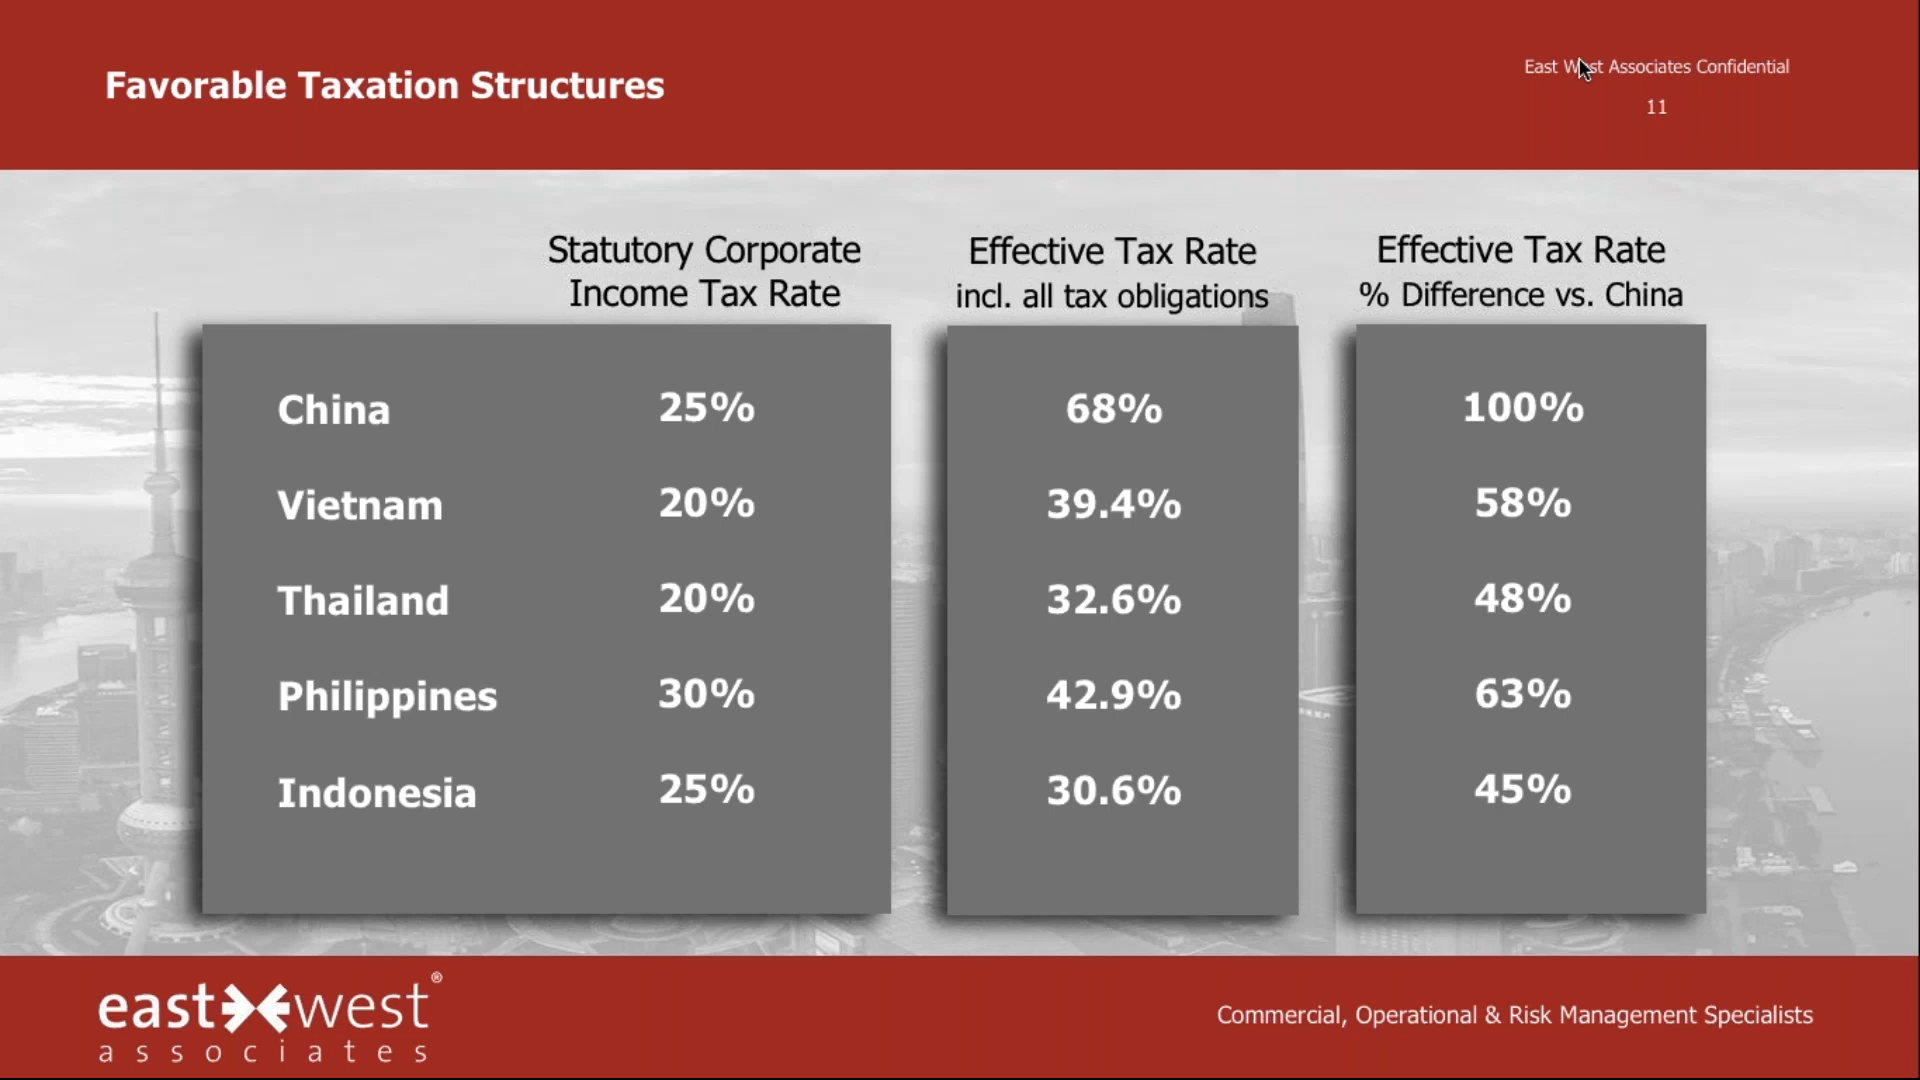 Favorable Taxation Structures
East West Associates Confidential
11
Statutory Corporate
Income Tax Rate
Effective Tax Rate
incl. all tax obligations
Effective Tax Rate
% Difference vs. China
China 25% 68% 100%
Vietnam 20% 39.4% 58%
Thailand 20% 32.6% 48%
Philippines 30% 42.9% 63%
Indonesia 25% 30.6% 45%
east west®
associates
Commercial, Operational & Risk Management Specialists